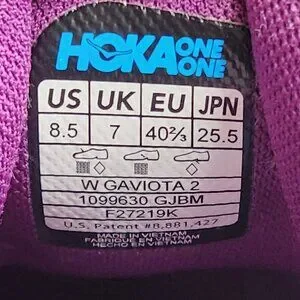 HOKA ONE ONE
US UK EU JPN
8.5 7 40⅔ 25.5
W GAVIOTA 2
1099630 GJBM
F27219K
U.S. Patent #8,881,427
MADE IN VIETNAM
FABRIQUÉ EN VIETNAM
HECHO EN VIETNAM